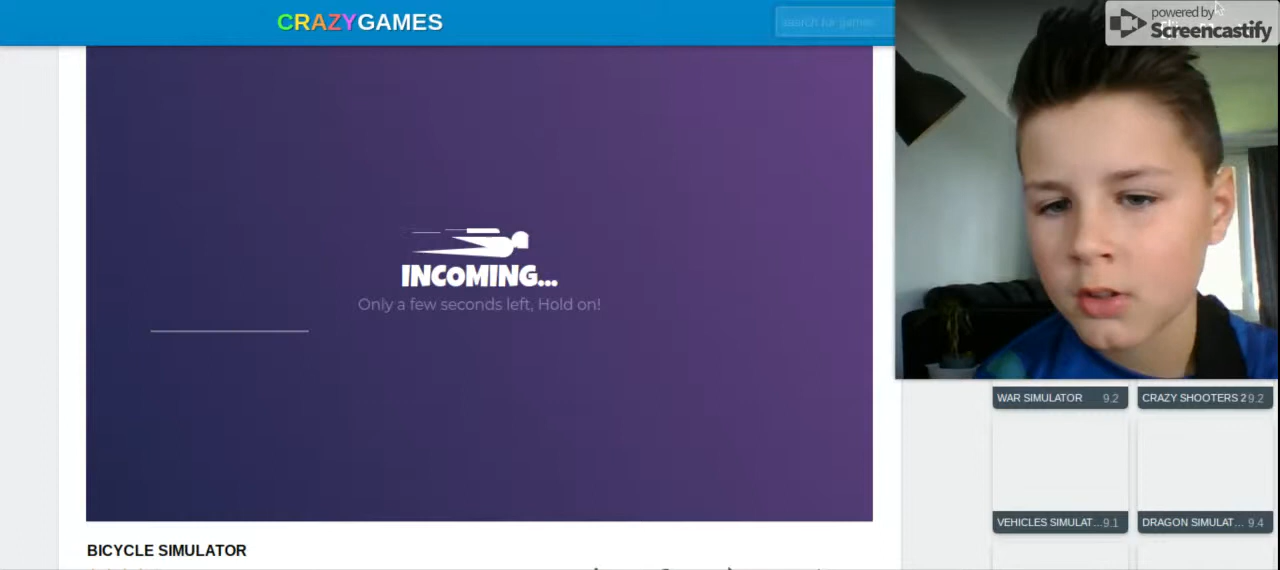 CRAZYGAMES
search for games
powered by
Screencastify
INCOMING...
Only a few seconds left, Hold on!
WAR SIMULATOR 9.2
CRAZY SHOOTERS 2 9.2
VEHICLES SIMULAT... 9.1
DRAGON SIMULAT... 9.4
BICYCLE SIMULATOR